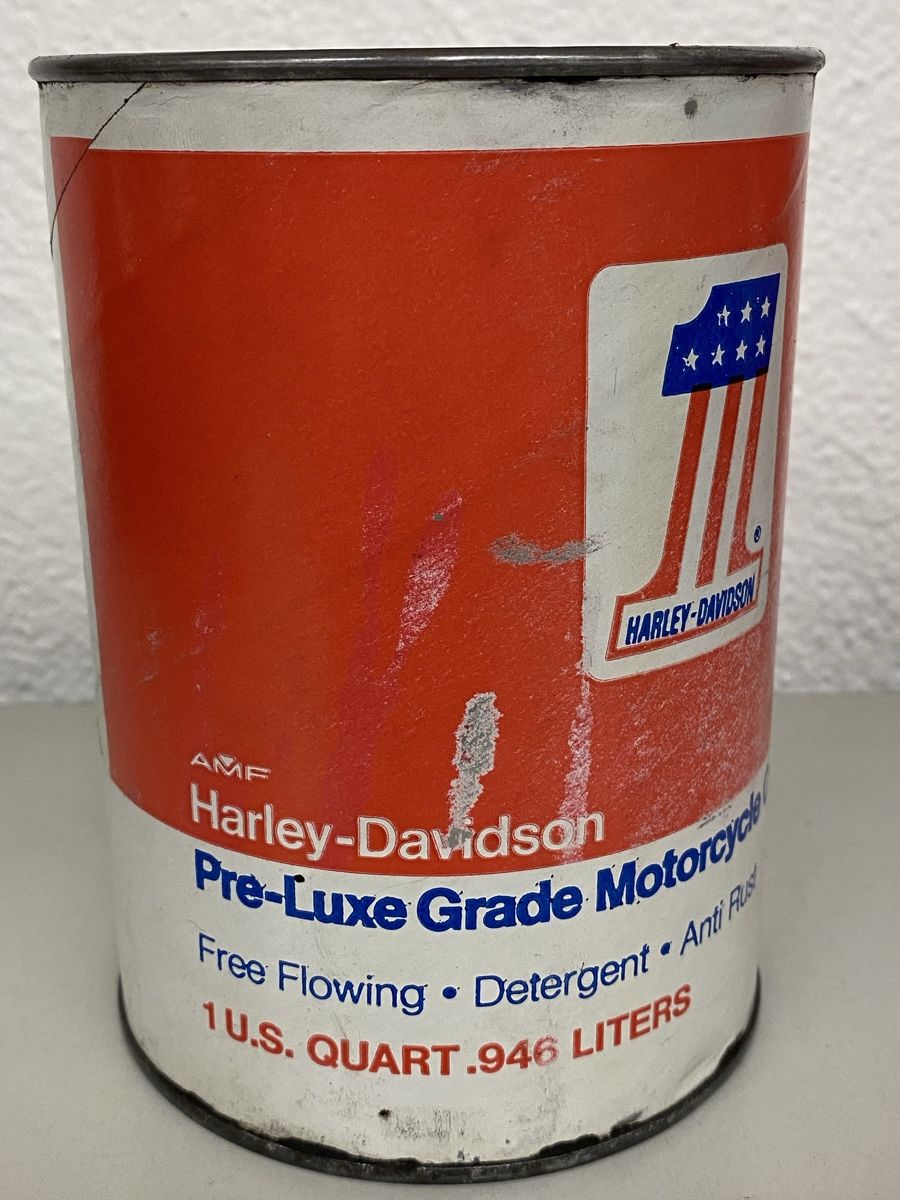 HARLEY-DAVIDSON
®
AMF
Harley-Davidson
Pre-Luxe Grade Motorcycle
Free Flowing • Detergent • Anti Rust
1 U.S. QUART .946 LITERS